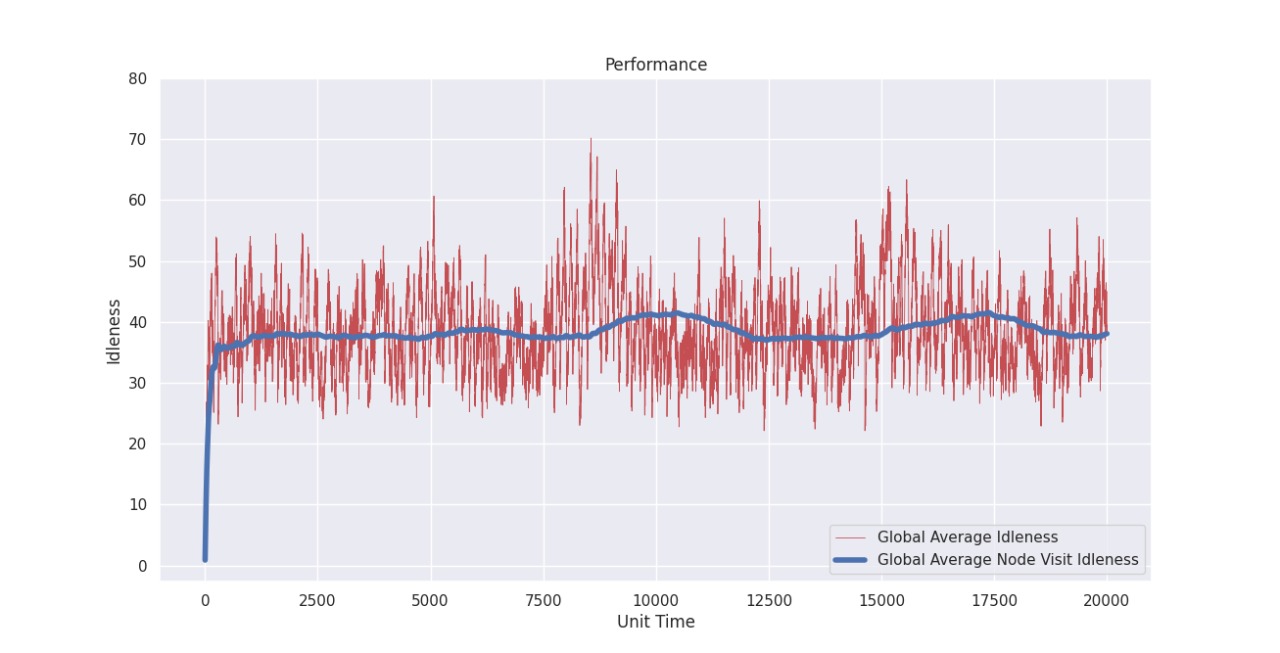 Performance
80
70
60
50
40
30
20
10
0
Idleness
0 2500 5000 7500 10000 12500 15000 17500 20000
Unit Time
Global Average Idleness
Global Average Node Visit Idleness